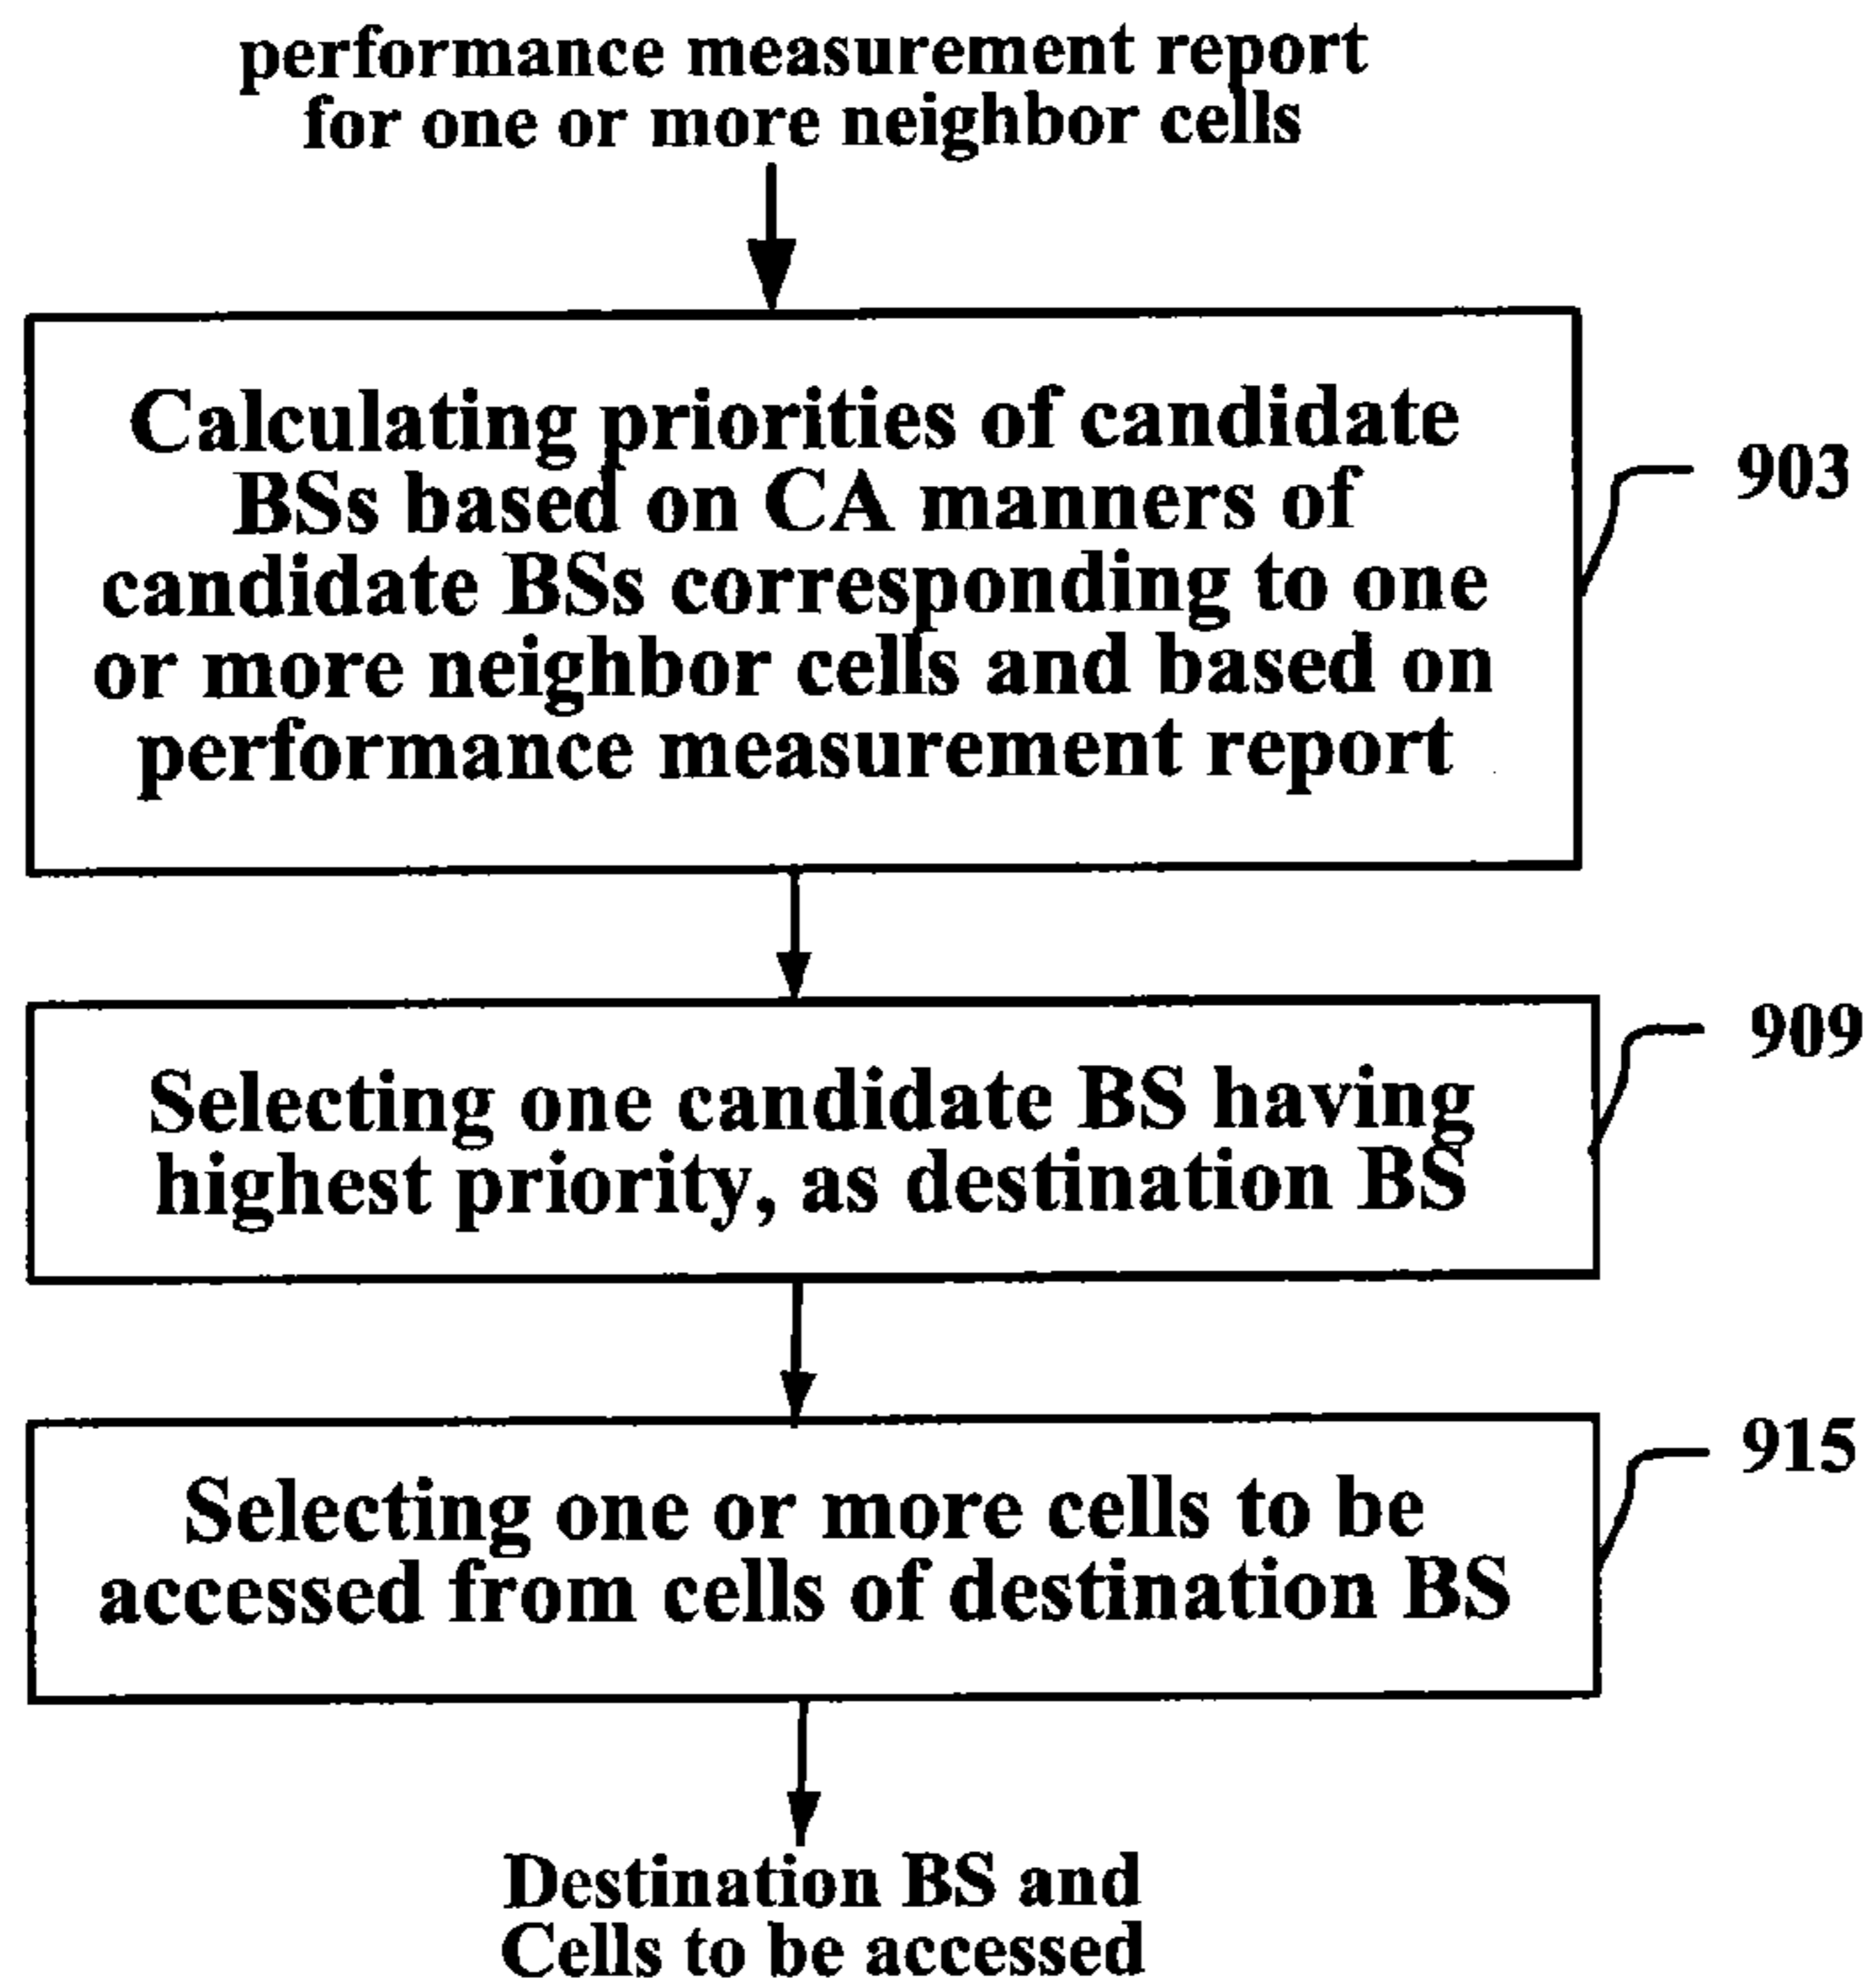 performance measurement report
for one or more neighbor cells
Calculating priorities of candidate
BSs based on CA manners of
candidate BSs corresponding to one
or more neighbor cells and based on
performance measurement report
903
Selecting one candidate BS having
highest priority, as destination BS
909
Selecting one or more cells to be
accessed from cells of destination BS
915
Destination BS and
Cells to be accessed